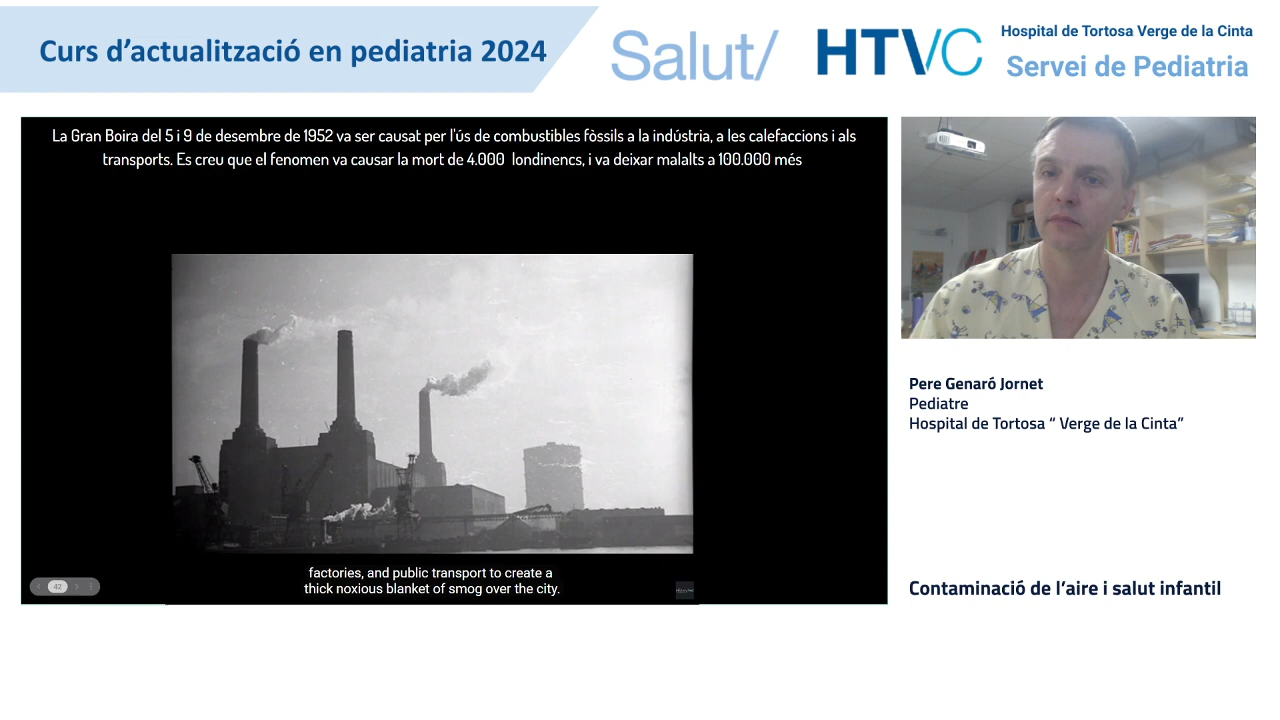 Curs d’actualització en pediatria 2024
Salut/
HTVC
Hospital de Tortosa Verge de la Cinta
Servei de Pediatria
La Gran Boira del 5 i 9 de desembre de 1952 va ser causat per l'ús de combustibles fòssils a la indústria, a les calefaccions i als
transports. Es creu que el fenomen va causar la mort de 4.000 londinencs, i va deixar malalts a 100.000 més
factories, and public transport to create a
thick noxious blanket of smog over the city.
42
Pere Genaró Jornet
Pediatre
Hospital de Tortosa “ Verge de la Cinta”
Contaminació de l’aire i salut infantil